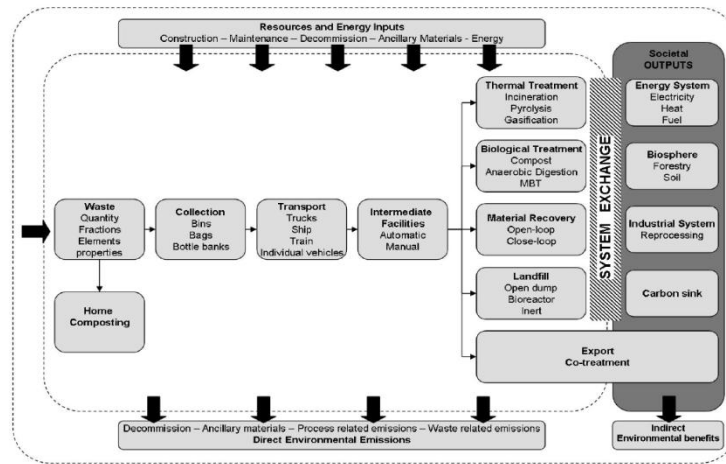 Resources and Energy Inputs
Construction – Maintenance – Decommission – Ancillary Materials - Energy
Societal
OUTPUTS
Thermal Treatment
Incineration
Pyrolysis
Gasification
Energy System
Electricity
Heat
Fuel
Biological Treatment
Compost
Anaerobic Digestion
MBT
Biosphere
Forestry
Soil
SYSTEM EXCHANGE
Waste
Quantity
Fractions
Elements
properties
Collection
Bins
Bags
Bottle banks
Transport
Trucks
Ship
Train
Individual vehicles
Intermediate
Facilities
Automatic
Manual
Material Recovery
Open-loop
Close-loop
Industrial System
Reprocessing
Home
Composting
Landfill
Open dump
Bioreactor
Inert
Carbon sink
Export
Co-treatment
Decommission – Ancillary materials – Process related emissions – Waste related emissions
Direct Environmental Emissions
Indirect
Environmental benefits